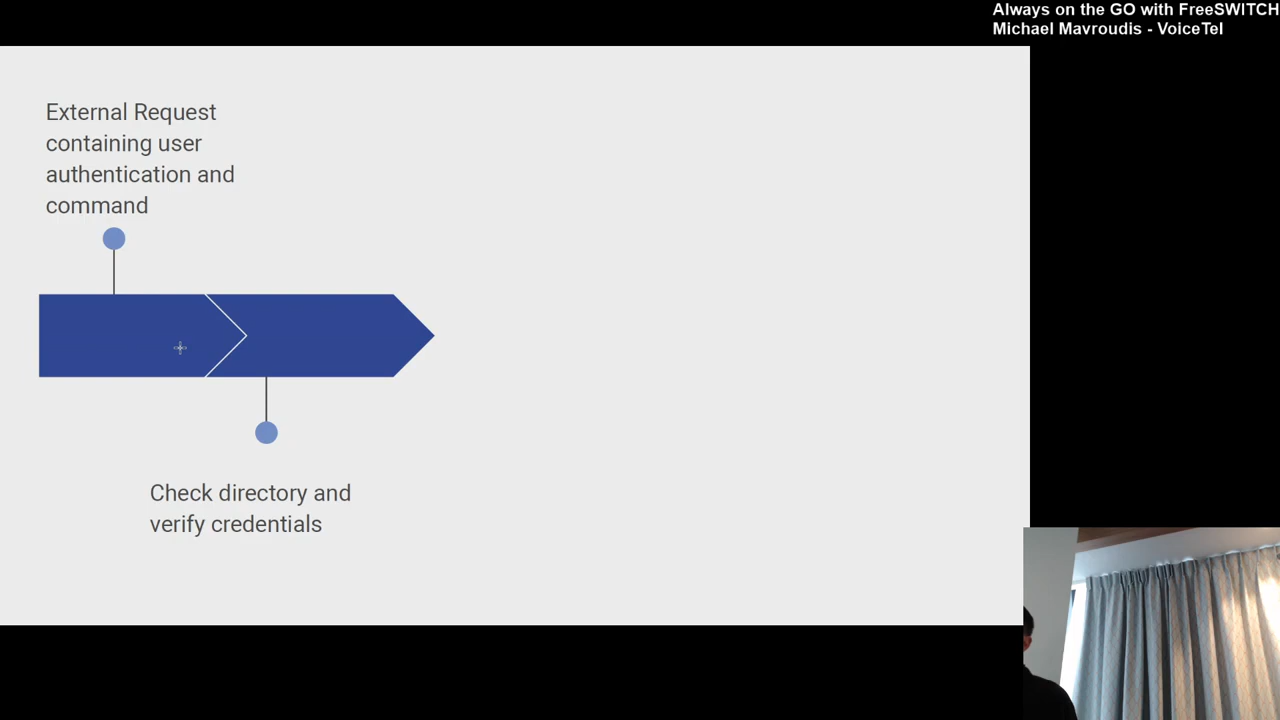 Always on the GO with FreeSWITCH
Michael Mavroudis - VoiceTel
External Request
containing user
authentication and
command
Check directory and
verify credentials